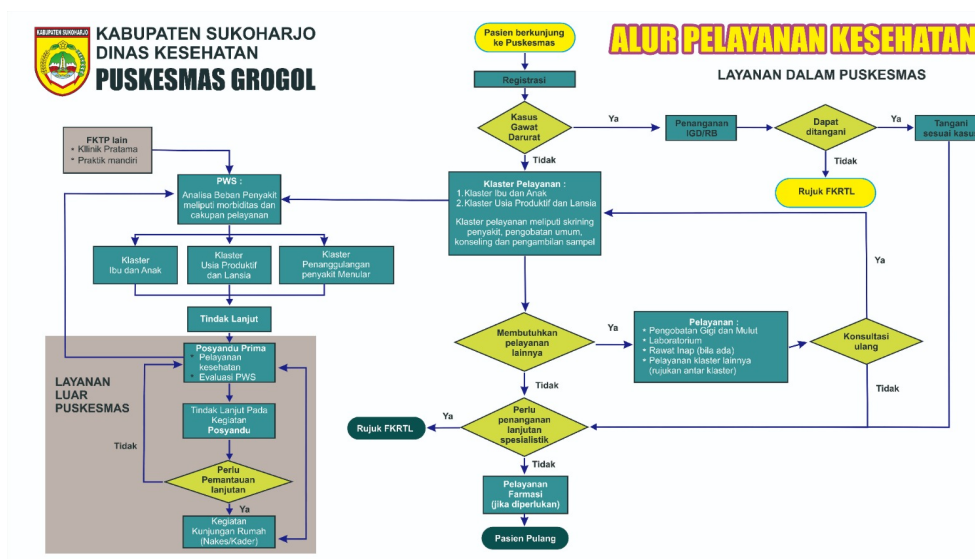 KABUPATEN SUKOHARJO
KABUPATEN SUKOHARJO
DINAS KESEHATAN
PUSKESMAS GROGOL
ALUR PELAYANAN KESEHATAN
LAYANAN DALAM PUSKESMAS
Pasien berkunjung
ke Puskesmas
Registrasi
Kasus
Gawat
Darurat
Ya
Penanganan
IGD/RB
Dapat
ditangani
Ya
Tangani
sesuai kasus
Tidak
Tidak
Rujuk FKRTL
Klaster Pelayanan :
1.Klaster Ibu dan Anak
2.Klaster Usia Produktif dan Lansia
Klaster pelayanan meliputi skrining
penyakit, pengobatan umum,
konseling dan pengambilan sampel
Ya
Membutuhkan
pelayanan
lainnya
Ya
Pelayanan :
• Pengobatan Gigi dan Mulut
• Laboratorium
• Rawat Inap (bila ada)
• Pelayanan klaster lainnya
(rujukan antar klaster)
Konsultasi
ulang
Tidak
Tidak
Perlu
penanganan
lanjutan
spesialistik
Ya
Rujuk FKRTL
Tidak
Pelayanan
Farmasi
(jika diperlukan)
Pasien Pulang
FKTP lain
• Kllinik Pratama
• Praktik mandiri
PWS :
Analisa Beban Penyakit
meliputi morbiditas dan
cakupan pelayanan
Klaster
Ibu dan Anak
Klaster
Usia Produktif
dan Lansia
Klaster
Penanggulangan
penyakit Menular
Tindak Lanjut
LAYANAN
LUAR
PUSKESMAS
Posyandu Prima
• Pelayanan
kesehatan
• Evaluasi PWS
Tindak Lanjut Pada
Kegiatan
Posyandu
Tidak
Perlu
Pemantauan
lanjutan
Ya
Kegiatan
Kunjungan Rumah
(Nakes/Kader)